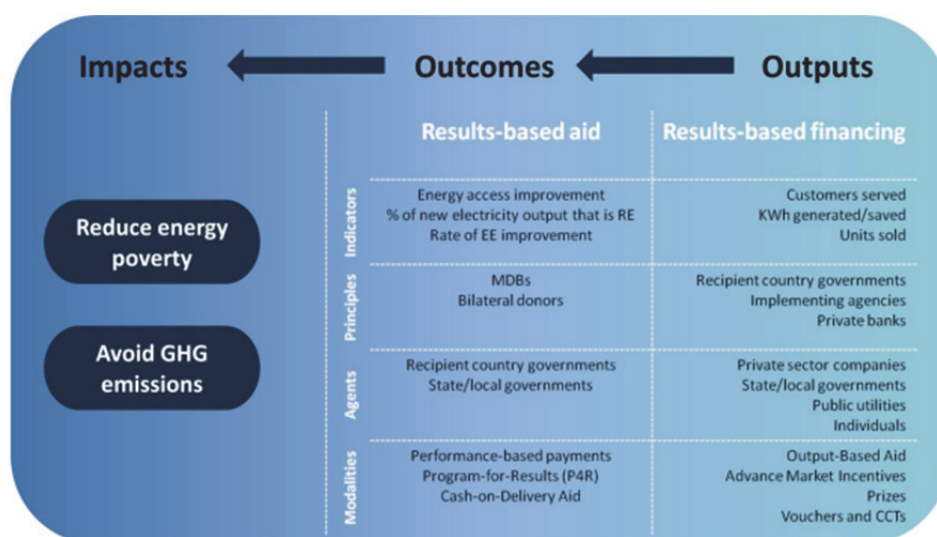 Impacts
Outcomes
Outputs
Results-based aid
Results-based financing
Reduce energy
poverty
Avoid GHG
emissions
Indicators
Energy access improvement
% of new electricity output that is RE
Rate of EE improvement
Customers served
KWh generated/saved
Units sold
Principles
MDBs
Bilateral donors
Recipient country governments
Implementing agencies
Private banks
Agents
Recipient country governments
State/local governments
Private sector companies
State/local governments
Public utilities
Individuals
Modalities
Performance-based payments
Program-for-Results (P4R)
Cash-on-Delivery Aid
Output-Based Aid
Advance Market Incentives
Prizes
Vouchers and CCTs